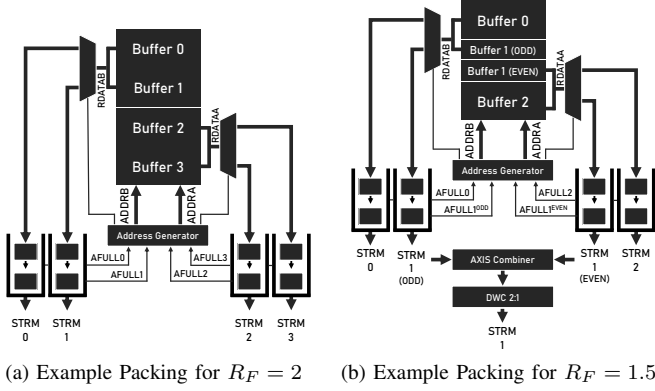 Buffer 0
Buffer 1
Buffer 2
Buffer 3
RDATAB
RDATAA
ADDRB
ADDRA
Address Generator
AFULL0
AFULL1
AFULL3
AFULL2
STRM
0
STRM
1
STRM
2
STRM
3
(a) Example Packing for R_F = 2
Buffer 0
Buffer 1 (ODD)
Buffer 1 (EVEN)
Buffer 2
RDATAB
RDATAA
ADDRB
ADDRA
Address Generator
AFULL0
AFULL1^ODD
AFULL2
AFULL1^EVEN
STRM
0
STRM
1
(ODD)
STRM
1
(EVEN)
STRM
2
AXIS Combiner
DWC 2:1
STRM
1
(b) Example Packing for R_F = 1.5